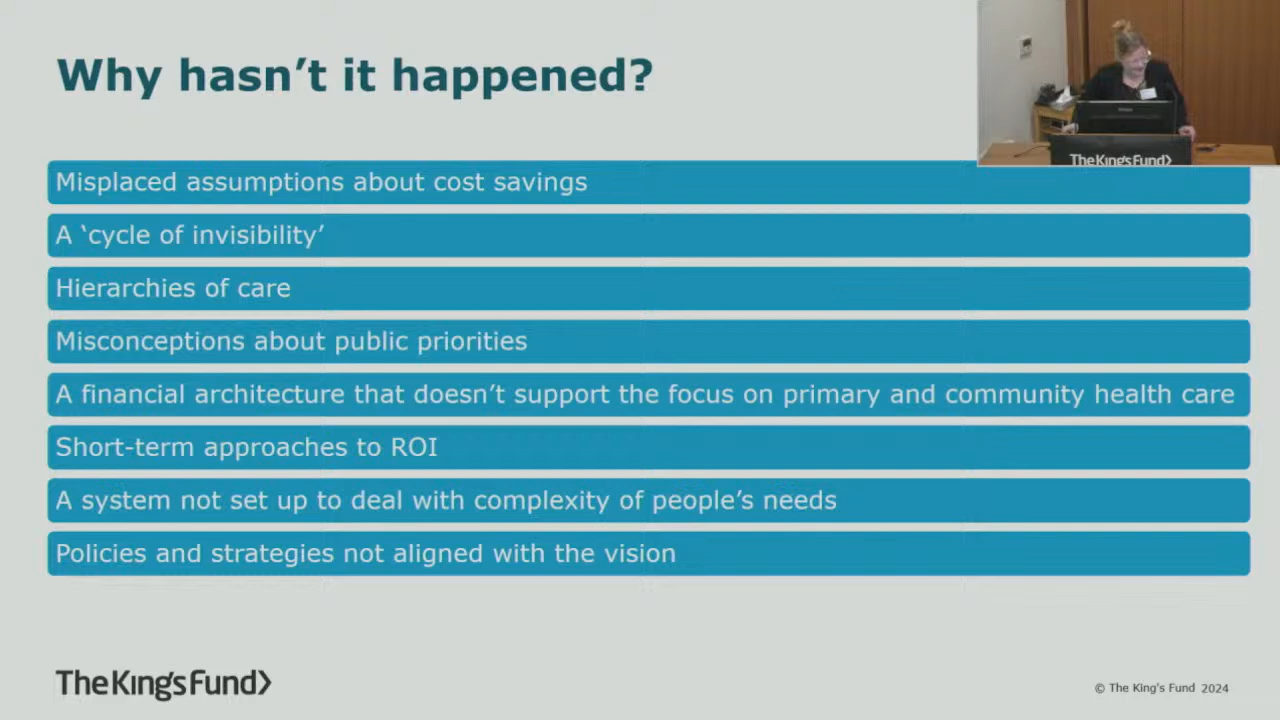 Why hasn’t it happened?
The King's Fund>
Misplaced assumptions about cost savings
A ‘cycle of invisibility’
Hierarchies of care
Misconceptions about public priorities
A financial architecture that doesn’t support the focus on primary and community health care
Short-term approaches to ROI
A system not set up to deal with complexity of people’s needs
Policies and strategies not aligned with the vision
The King's Fund>
© The King's Fund 2024